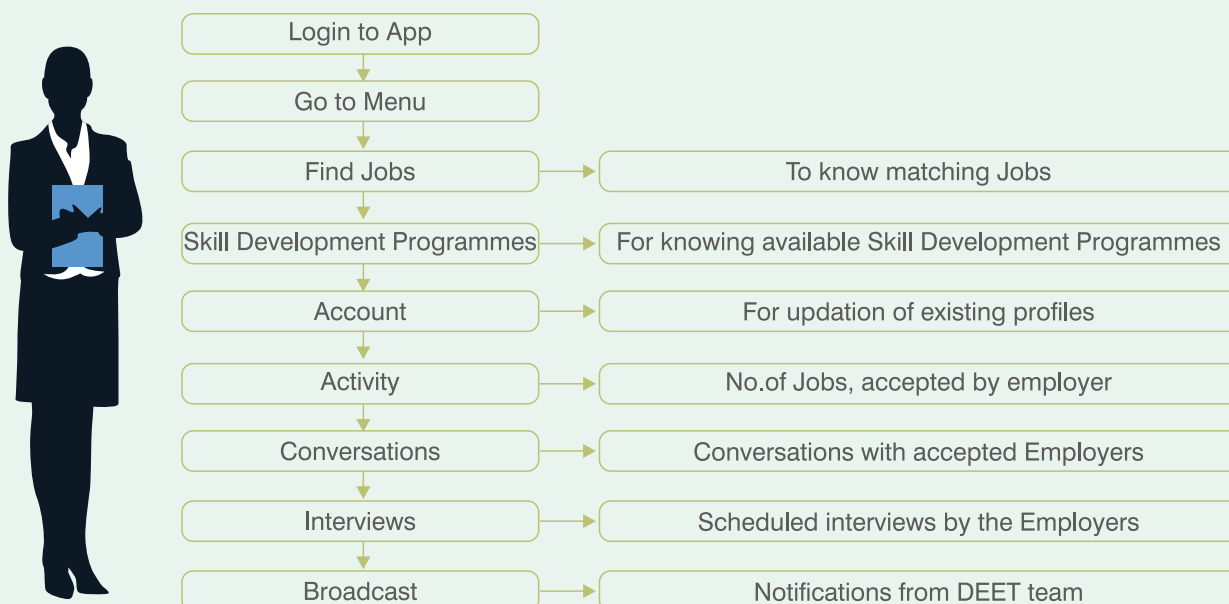 Login to App
Go to Menu
Find Jobs
To know matching Jobs
Skill Development Programmes
For knowing available Skill Development Programmes
Account
For updation of existing profiles
Activity
No.of Jobs, accepted by employer
Conversations
Conversations with accepted Employers
Interviews
Scheduled interviews by the Employers
Broadcast
Notifications from DEET team